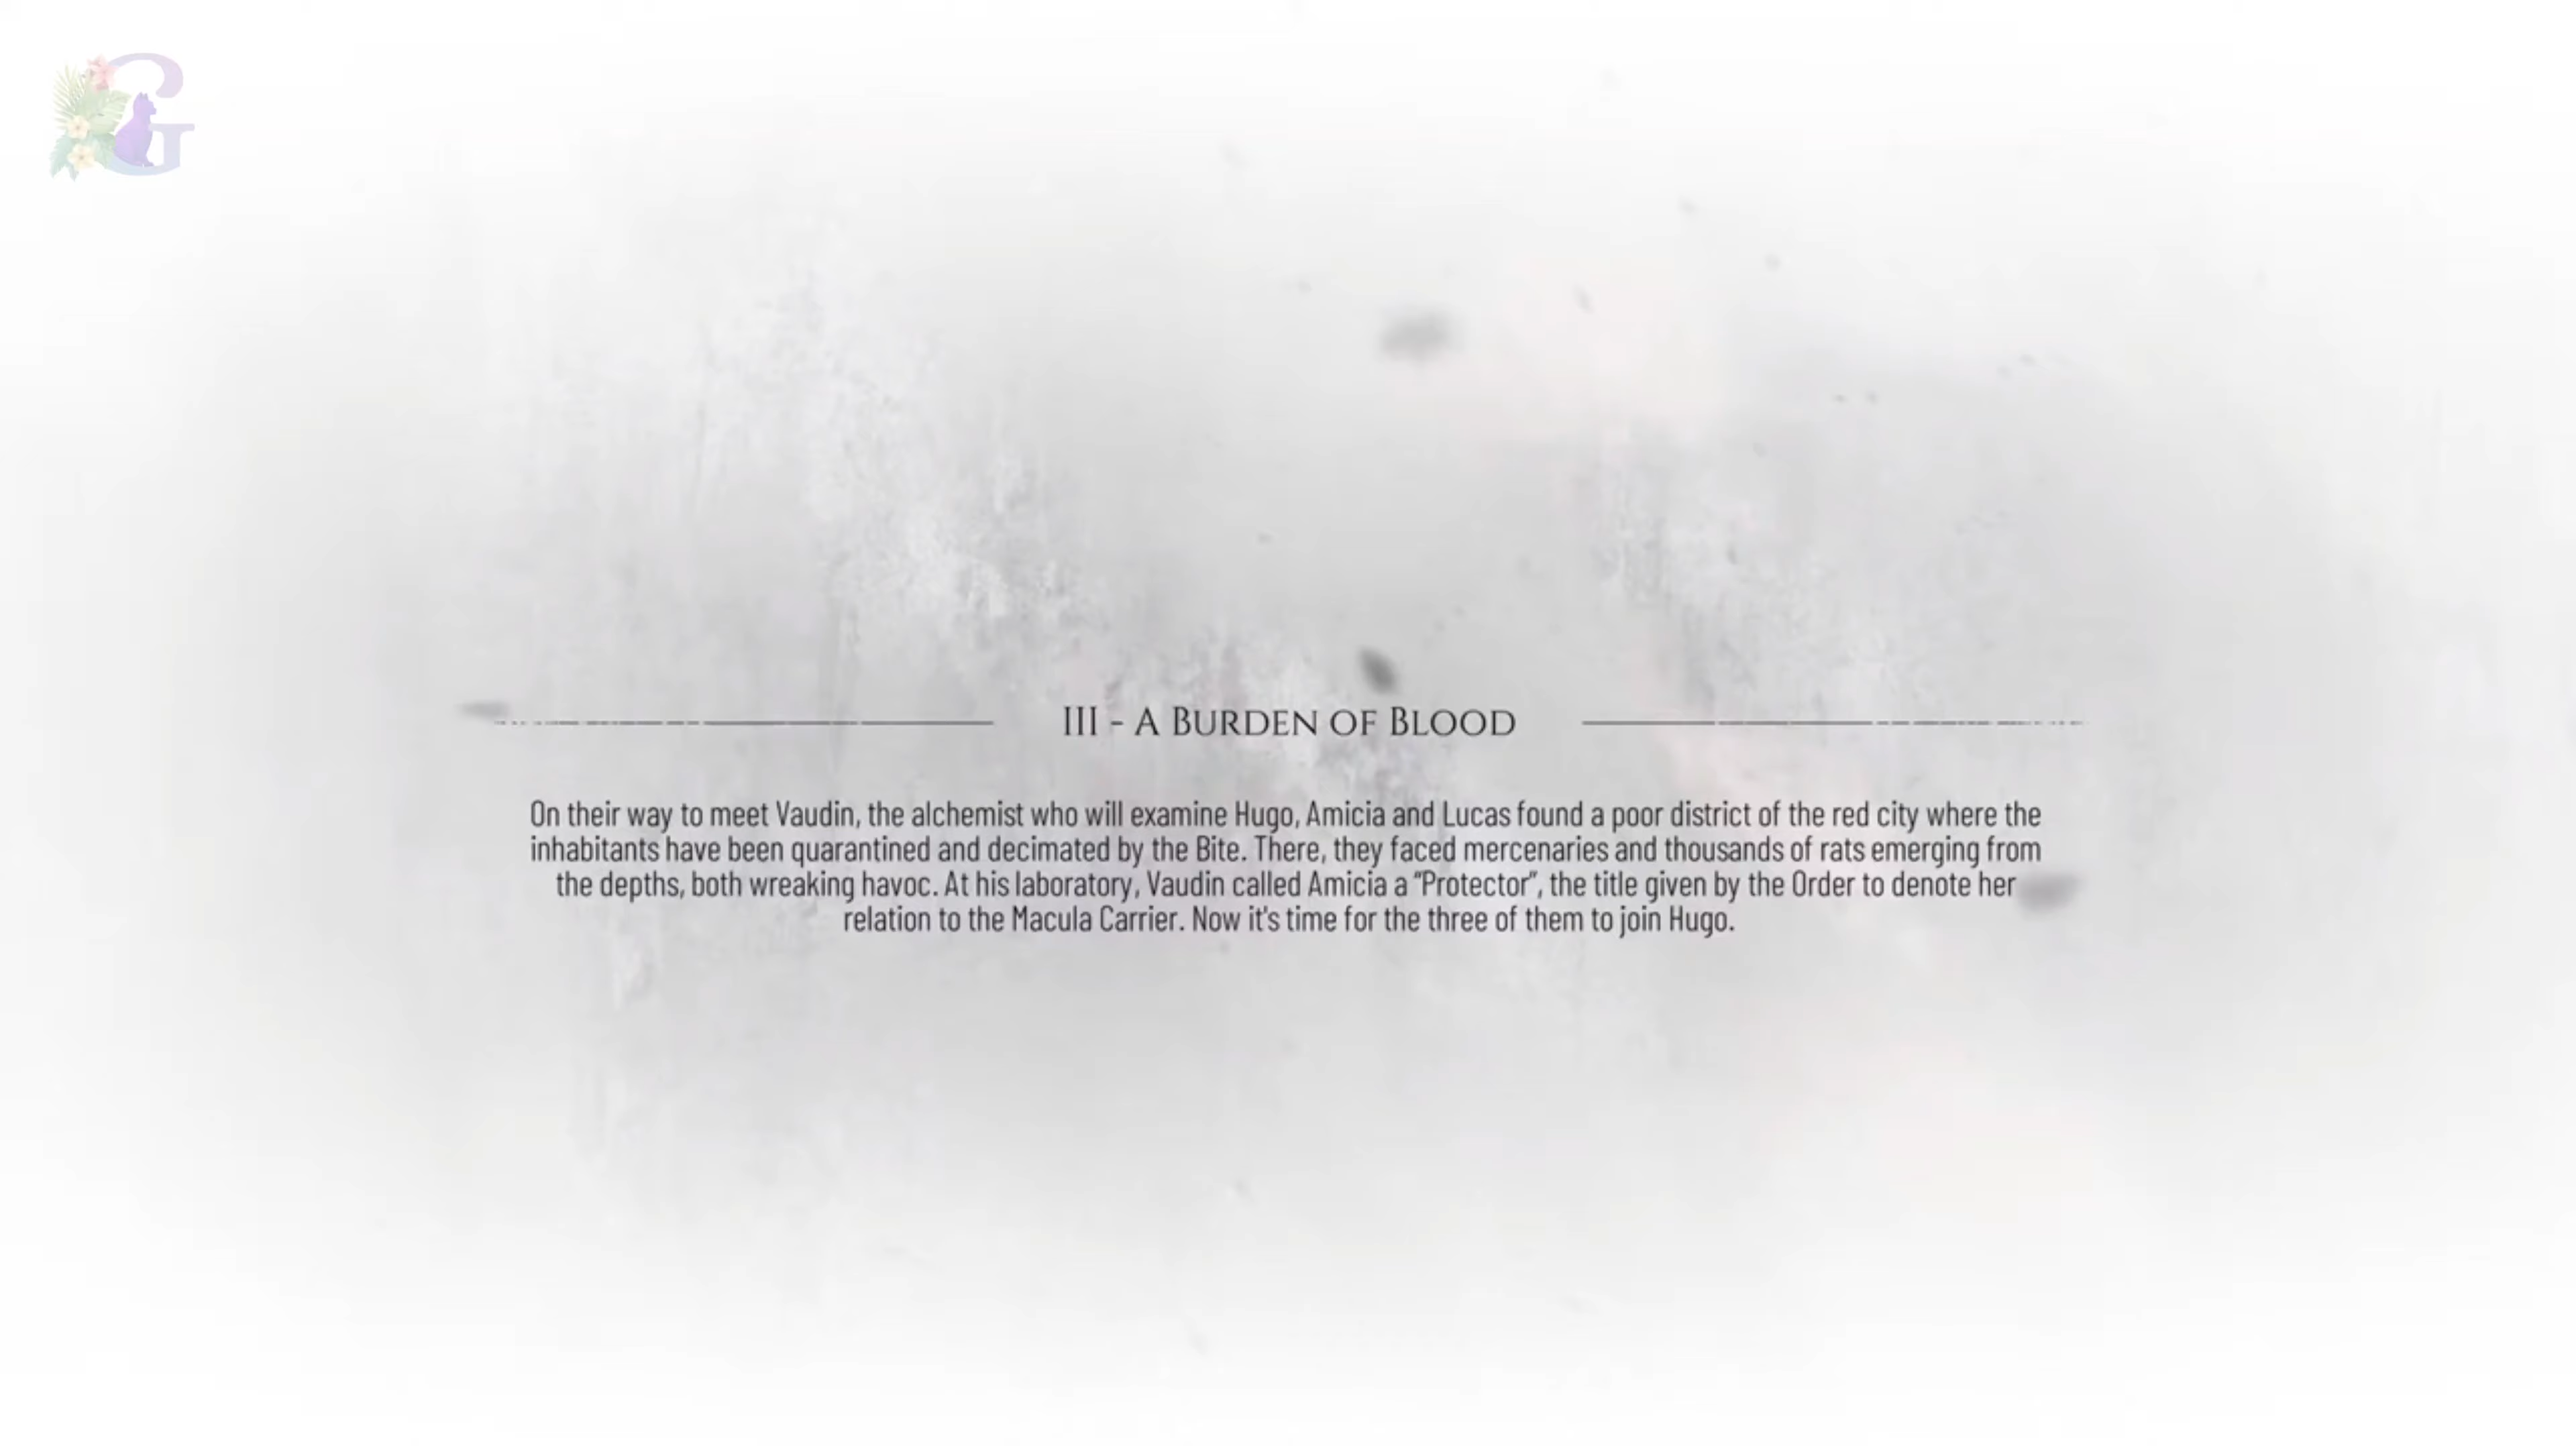 G
III - A Burden of Blood
On their way to meet Vaudin, the alchemist who will examine Hugo, Amicia and Lucas found a poor district of the red city where the
inhabitants have been quarantined and decimated by the Bite. There, they faced mercenaries and thousands of rats emerging from
the depths, both wreaking havoc. At his laboratory, Vaudin called Amicia a “Protector”, the title given by the Order to denote her
relation to the Macula Carrier. Now it's time for the three of them to join Hugo.